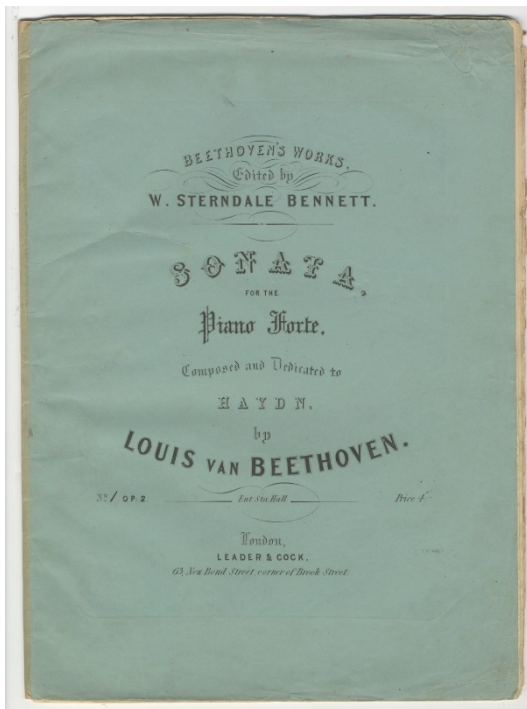 BEETHOVEN'S WORKS,
Edited by
W. STERNDALE BENNETT.
SONATA,
FOR THE
Piano Forte,
Composed and Dedicated to
HAYDN,
by
LOUIS VAN BEETHOVEN.
No. 1 OP. 2. Ent. Sta. Hall Price 4
London,
LEADER & COCK,
63, New Bond Street, corner of Brook Street.